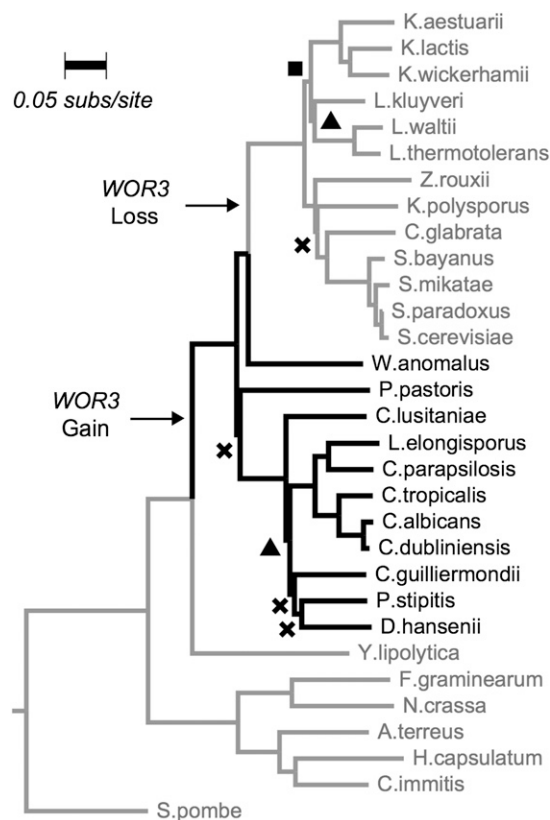 K.aestuarii
K.lactis
K.wickerhamii
0.05 subs/site
L.kluyveri
L.waltii
L.thermotolerans
WOR3
Loss
Z.rouxii
K.polysporus
C.glabrata
S.bayanus
S.mikatae
S.paradoxus
S.cerevisiae
W.anomalus
P.pastoris
WOR3
Gain
C.lusitaniae
L.elongisporus
C.parapsilosis
C.tropicalis
C.albicans
C.dubliniensis
C.guilliermondii
P.stipitis
D.hansenii
Y.lipolytica
F.graminearum
N.crassa
A.terreus
H.capsulatum
C.immitis
S.pombe